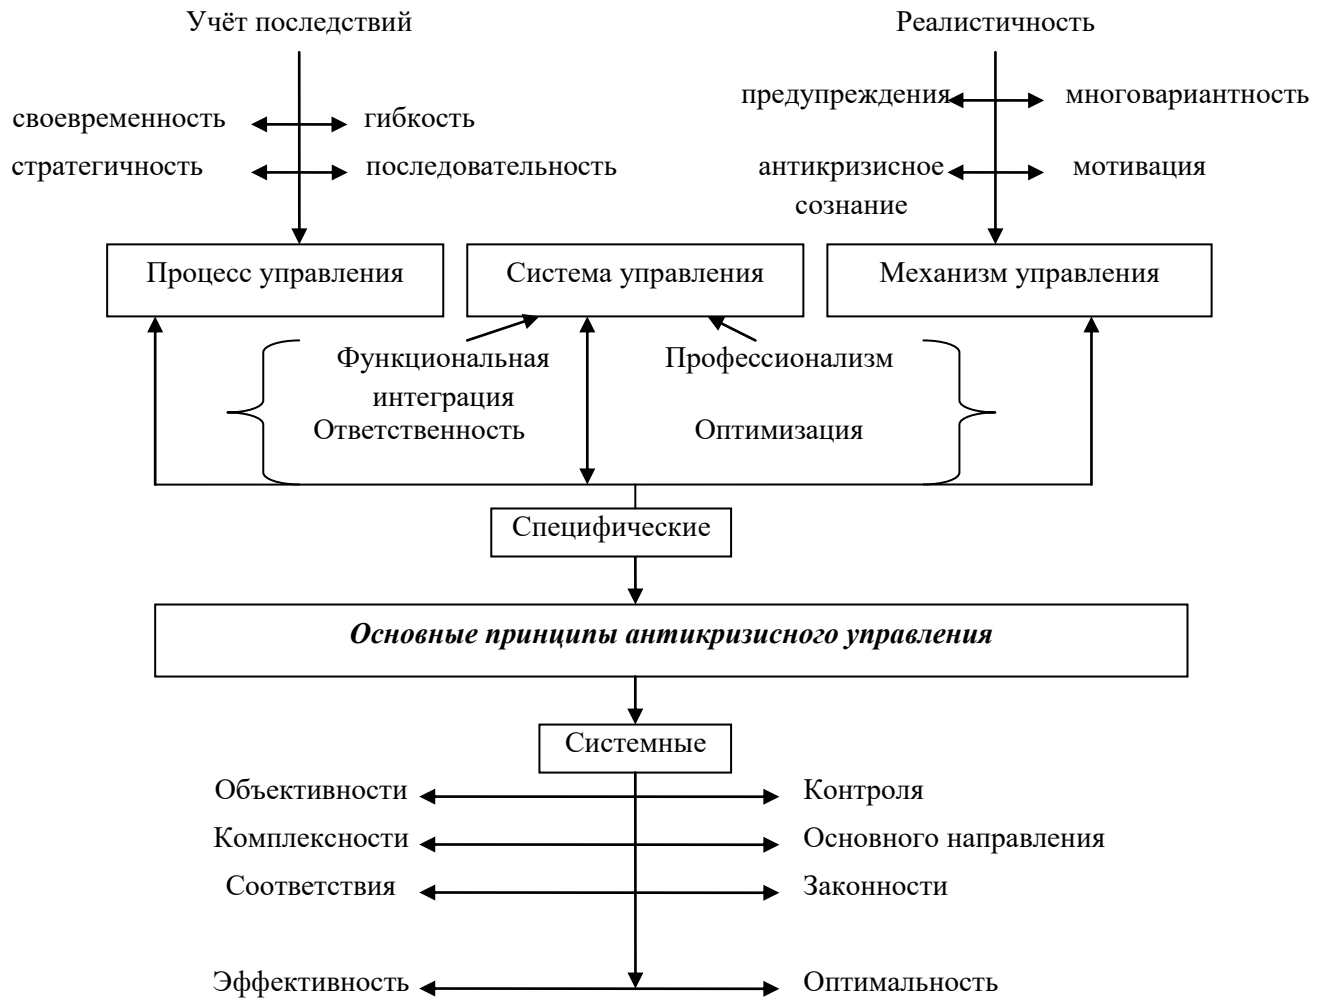 Учёт последствий
Реалистичность
предупреждения
многовариантность
своевременность
гибкость
стратегичность
последовательность
антикризисное
сознание
мотивация
Процесс управления
Система управления
Механизм управления
Функциональная
интеграция
Профессионализм
Ответственность
Оптимизация
Специфические
Основные принципы антикризисного управления
Системные
Объективности
Контроля
Комплексности
Основного направления
Соответствия
Законности
Эффективность
Оптимальность